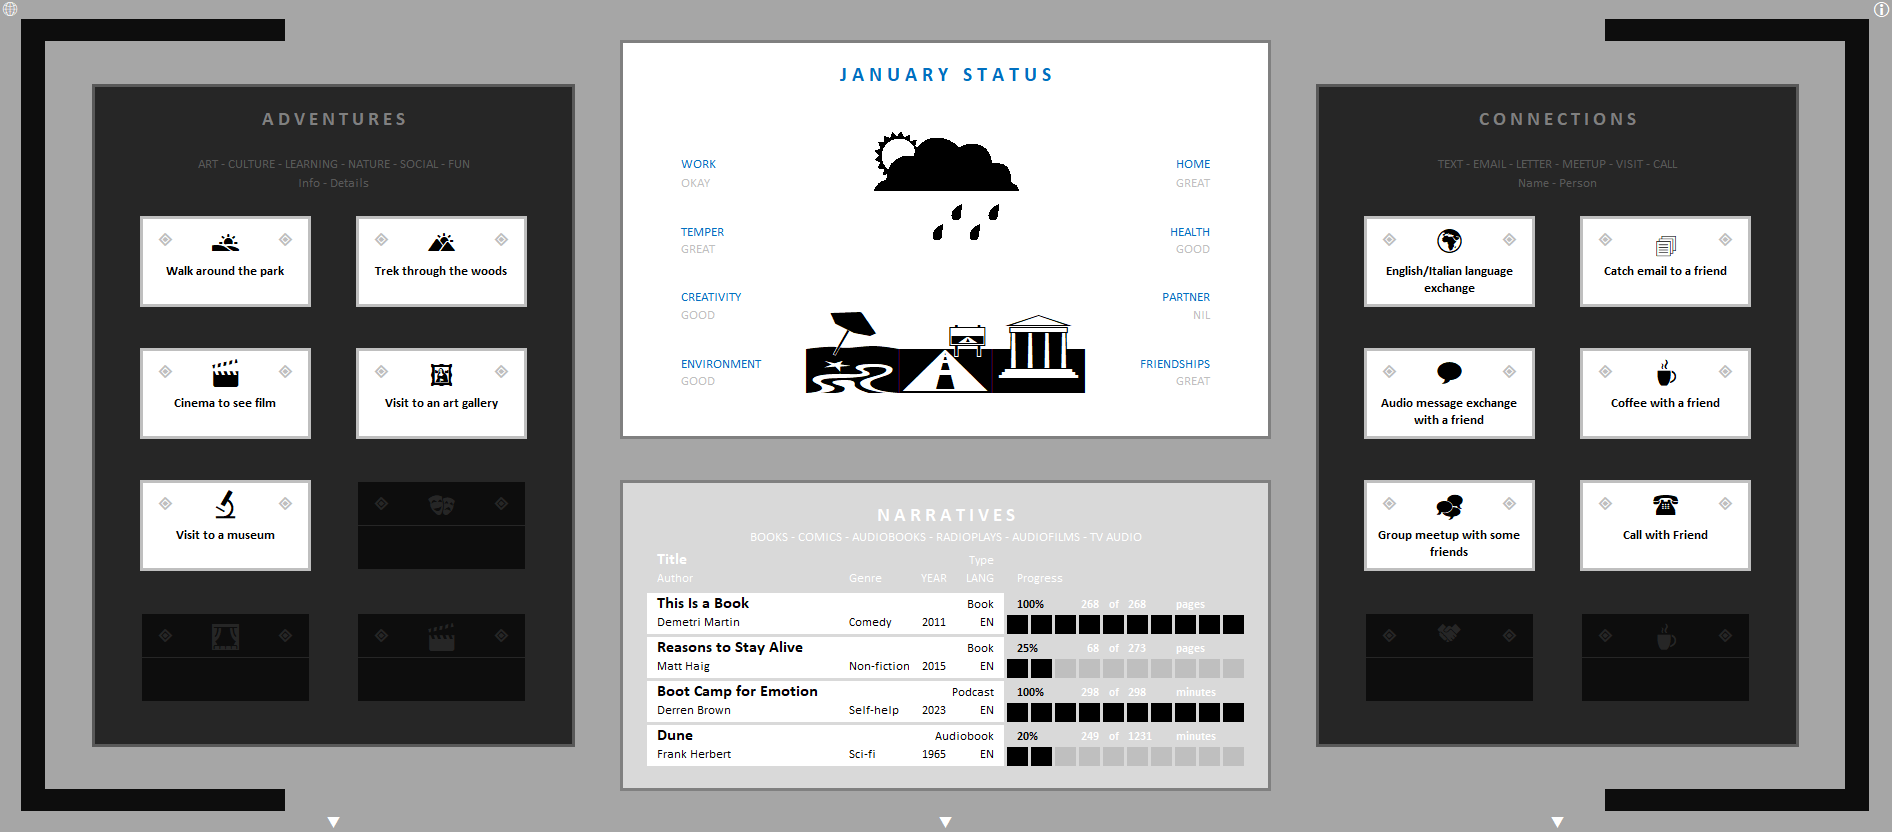 ADVENTURES
ART - CULTURE - LEARNING - NATURE - SOCIAL - FUN
Info - Details
Walk around the park
Trek through the woods
Cinema to see film
Visit to an art gallery
Visit to a museum
JANUARY STATUS
WORK
OKAY
TEMPER
GREAT
CREATIVITY
GOOD
ENVIRONMENT
GOOD
HOME
GREAT
HEALTH
GOOD
PARTNER
NIL
FRIENDSHIPS
GREAT
NARRATIVES
BOOKS - COMICS - AUDIOBOOKS - RADIOPLAYS - AUDIOFILMS - TV AUDIO
Title Type
Author Genre YEAR LANG Progress
This Is a Book Book 100% 268 of 268 pages
Demetri Martin Comedy 2011 EN
Reasons to Stay Alive Book 25% 68 of 273 pages
Matt Haig Non-fiction 2015 EN
Boot Camp for Emotion Podcast 100% 298 of 298 minutes
Derren Brown Self-help 2023 EN
Dune Audiobook 20% 249 of 1231 minutes
Frank Herbert Sci-fi 1965 EN
CONNECTIONS
TEXT - EMAIL - LETTER - MEETUP - VISIT - CALL
Name - Person
English/Italian language
exchange
Catch email to a friend
Audio message exchange
with a friend
Coffee with a friend
Group meetup with some
friends
Call with Friend